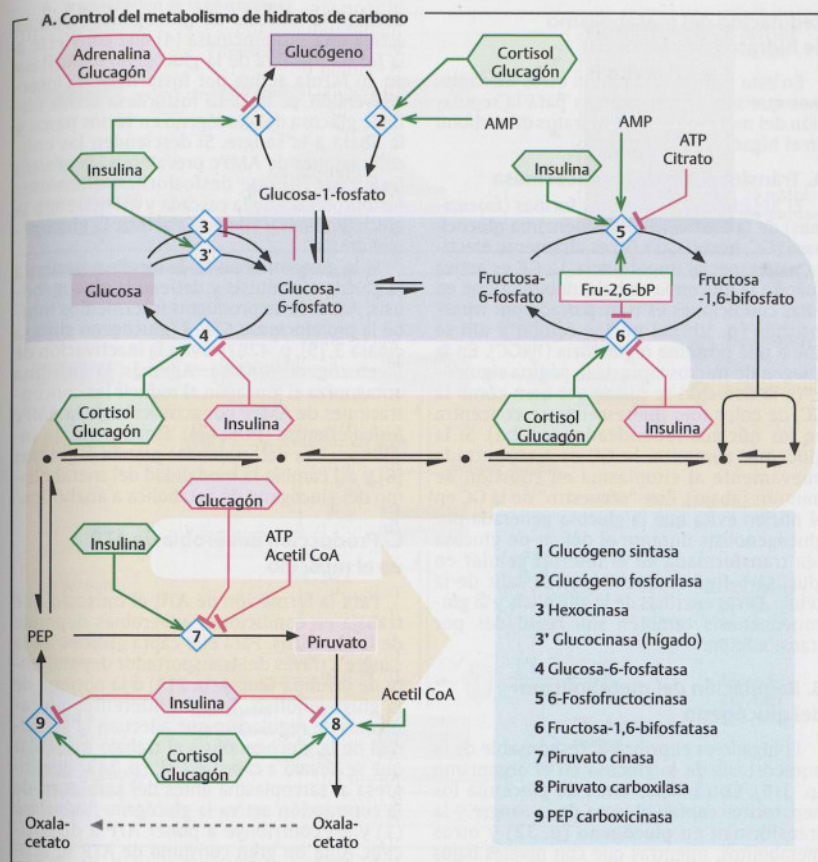 A. Control del metabolismo de hidratos de carbono
Adrenalina
Glucagón
Glucógeno
Cortisol
Glucagón
1
2
AMP
AMP
ATP
Citrato
Insulina
Insulina
Glucosa-1-fosfato
3
3'
5
Glucosa
Glucosa-
6-fosfato
Fructosa-
6-fosfato
Fru-2,6-bP
Fructosa
-1,6-bifosfato
4
6
Cortisol
Glucagón
Insulina
Cortisol
Glucagón
Insulina
Glucagón
Insulina
ATP
Acetil CoA
PEP
7
Piruvato
Insulina
Acetil CoA
9
8
Cortisol
Glucagón
Oxala-
cetato
Oxala-
cetato
1 Glucógeno sintasa
2 Glucógeno fosforilasa
3 Hexocinasa
3' Glucocinasa (hígado)
4 Glucosa-6-fosfatasa
5 6-Fosfofructocinasa
6 Fructosa-1,6-bifosfatasa
7 Piruvato cinasa
8 Piruvato carboxilasa
9 PEP carboxicinasa